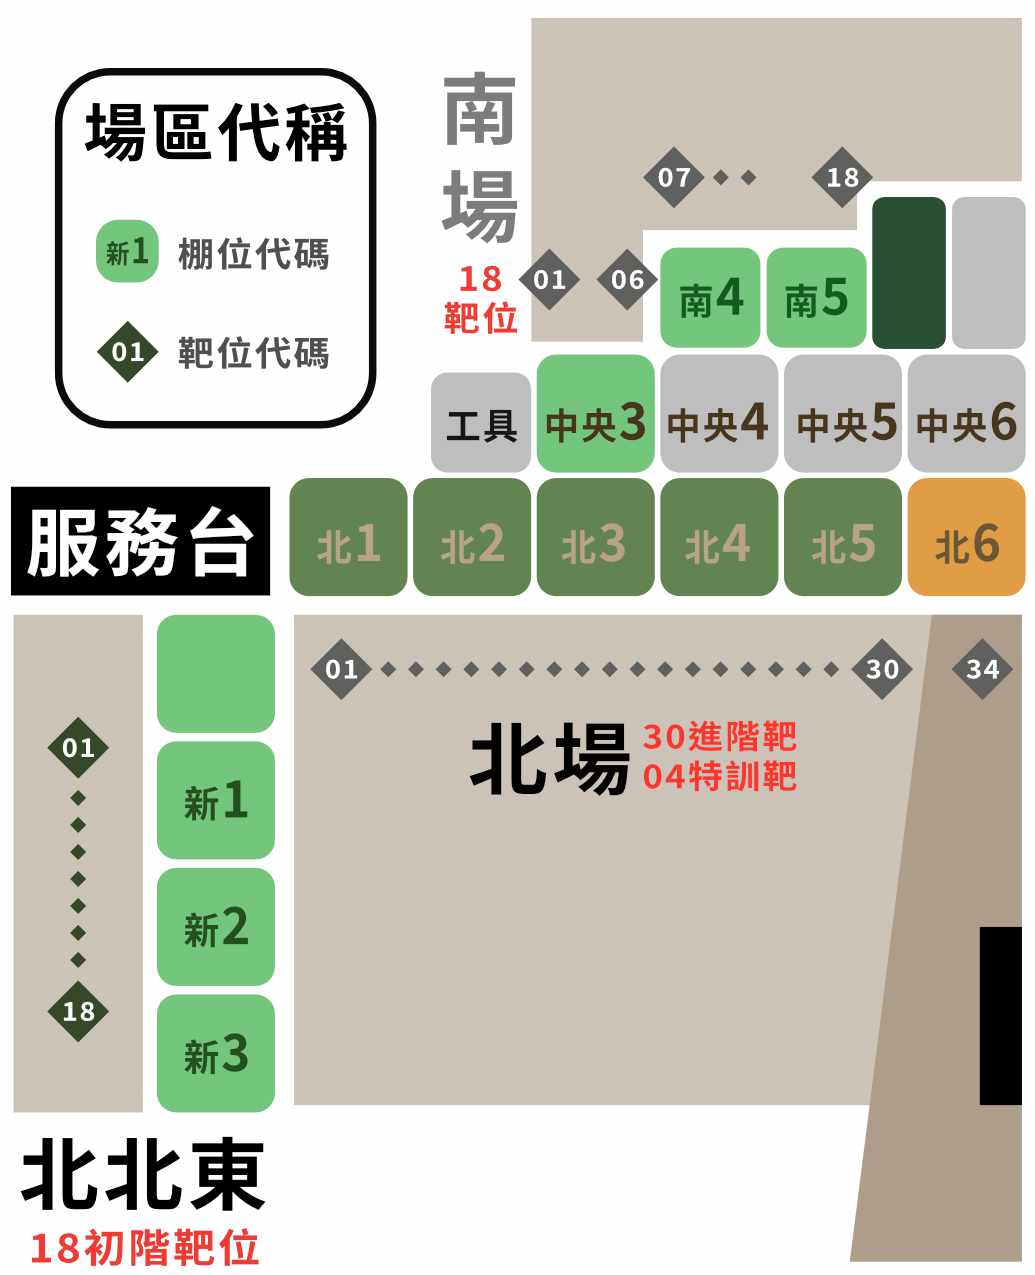 場區代稱
新1 棚位代碼
01 靶位代碼
南場
18
靶位
07 18
01 06
南4 南5
工具 中央3 中央4 中央5 中央6
服務台
北1 北2 北3 北4 北5 北6
01 30 34
北場
30進階靶
04特訓靶
01
18
新1
新2
新3
北北東
18初階靶位